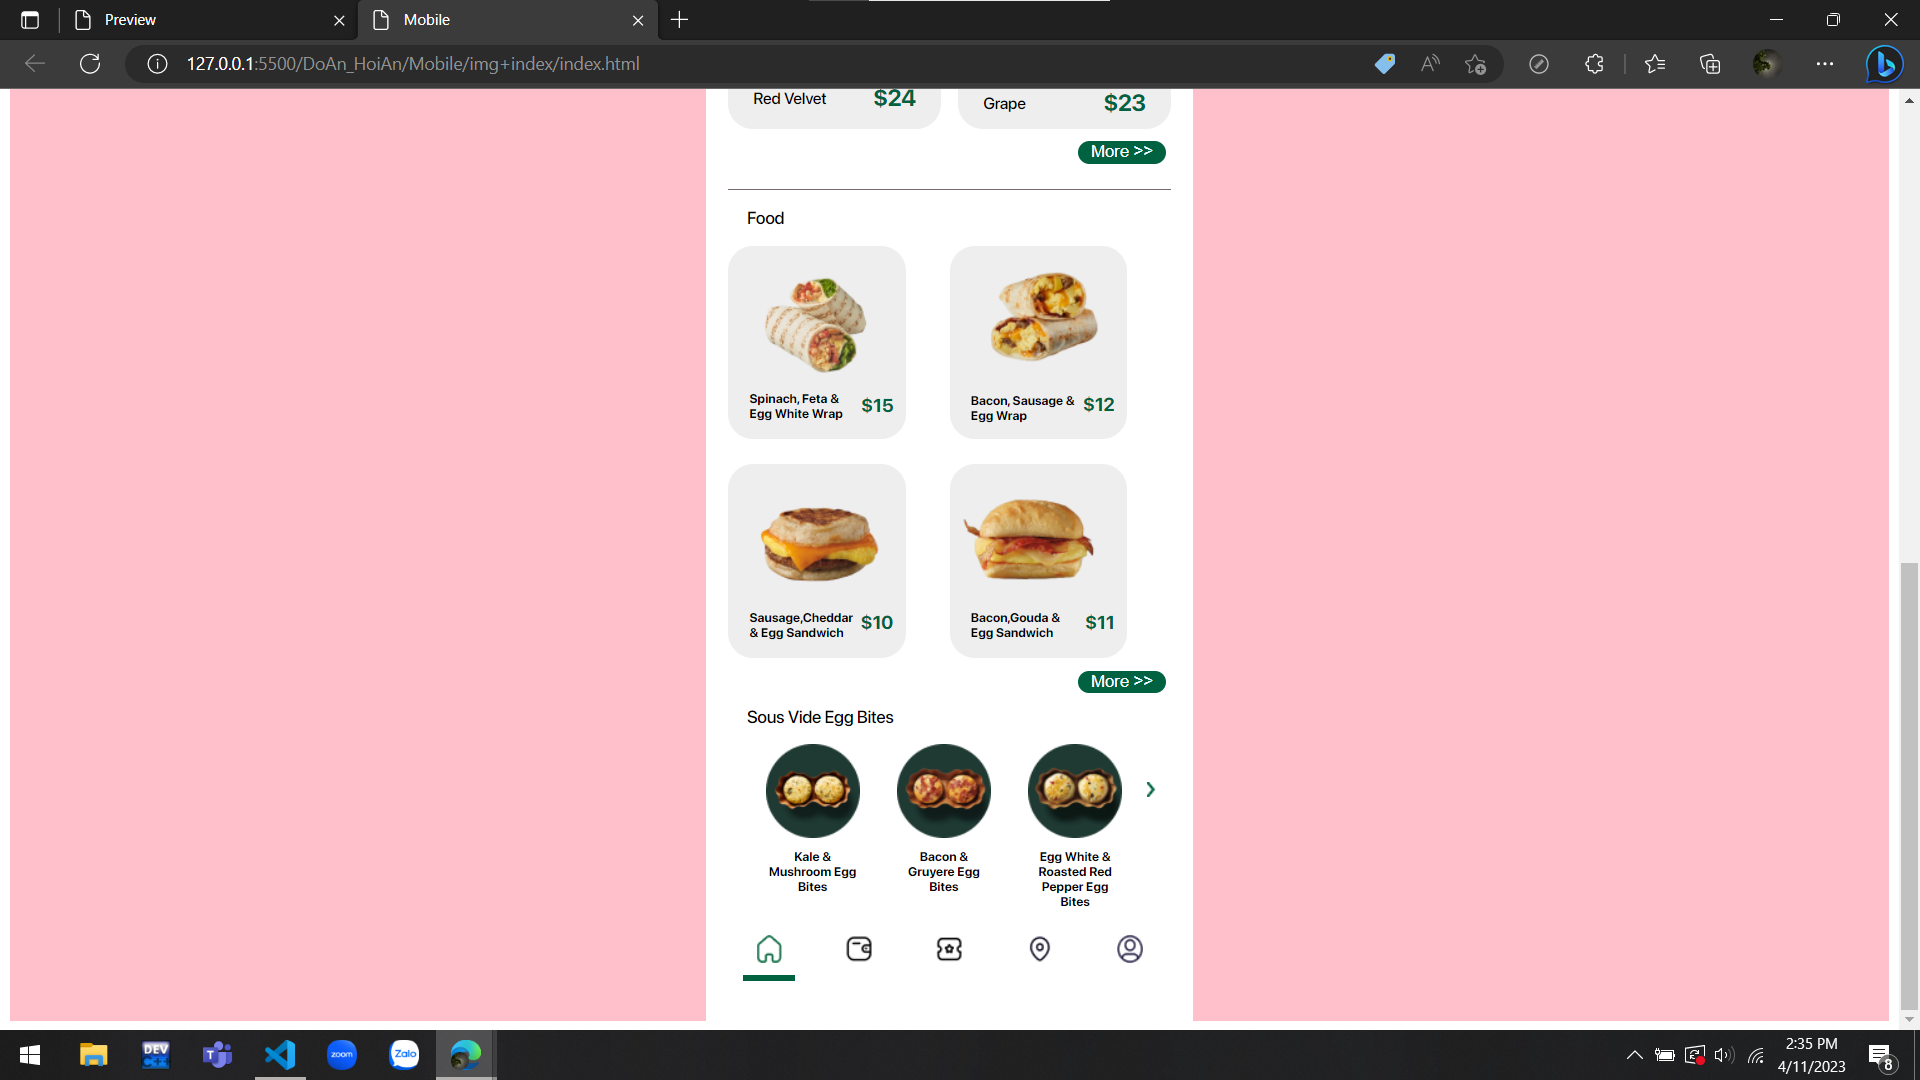 Preview
Mobile
127.0.0.1:5500/DoAn_HoiAn/Mobile/img+index/index.html
Red Velvet $24
Grape $23
More >>
Food
Spinach, Feta &
Egg White Wrap
$15
Bacon, Sausage &
Egg Wrap
$12
Sausage,Cheddar
& Egg Sandwich
$10
Bacon,Gouda &
Egg Sandwich
$11
More >>
Sous Vide Egg Bites
Kale &
Mushroom Egg
Bites
Bacon &
Gruyere Egg
Bites
Egg White &
Roasted Red
Pepper Egg
Bites
DEV
C++
zoom
Zalo
2:35 PM
4/11/2023
8